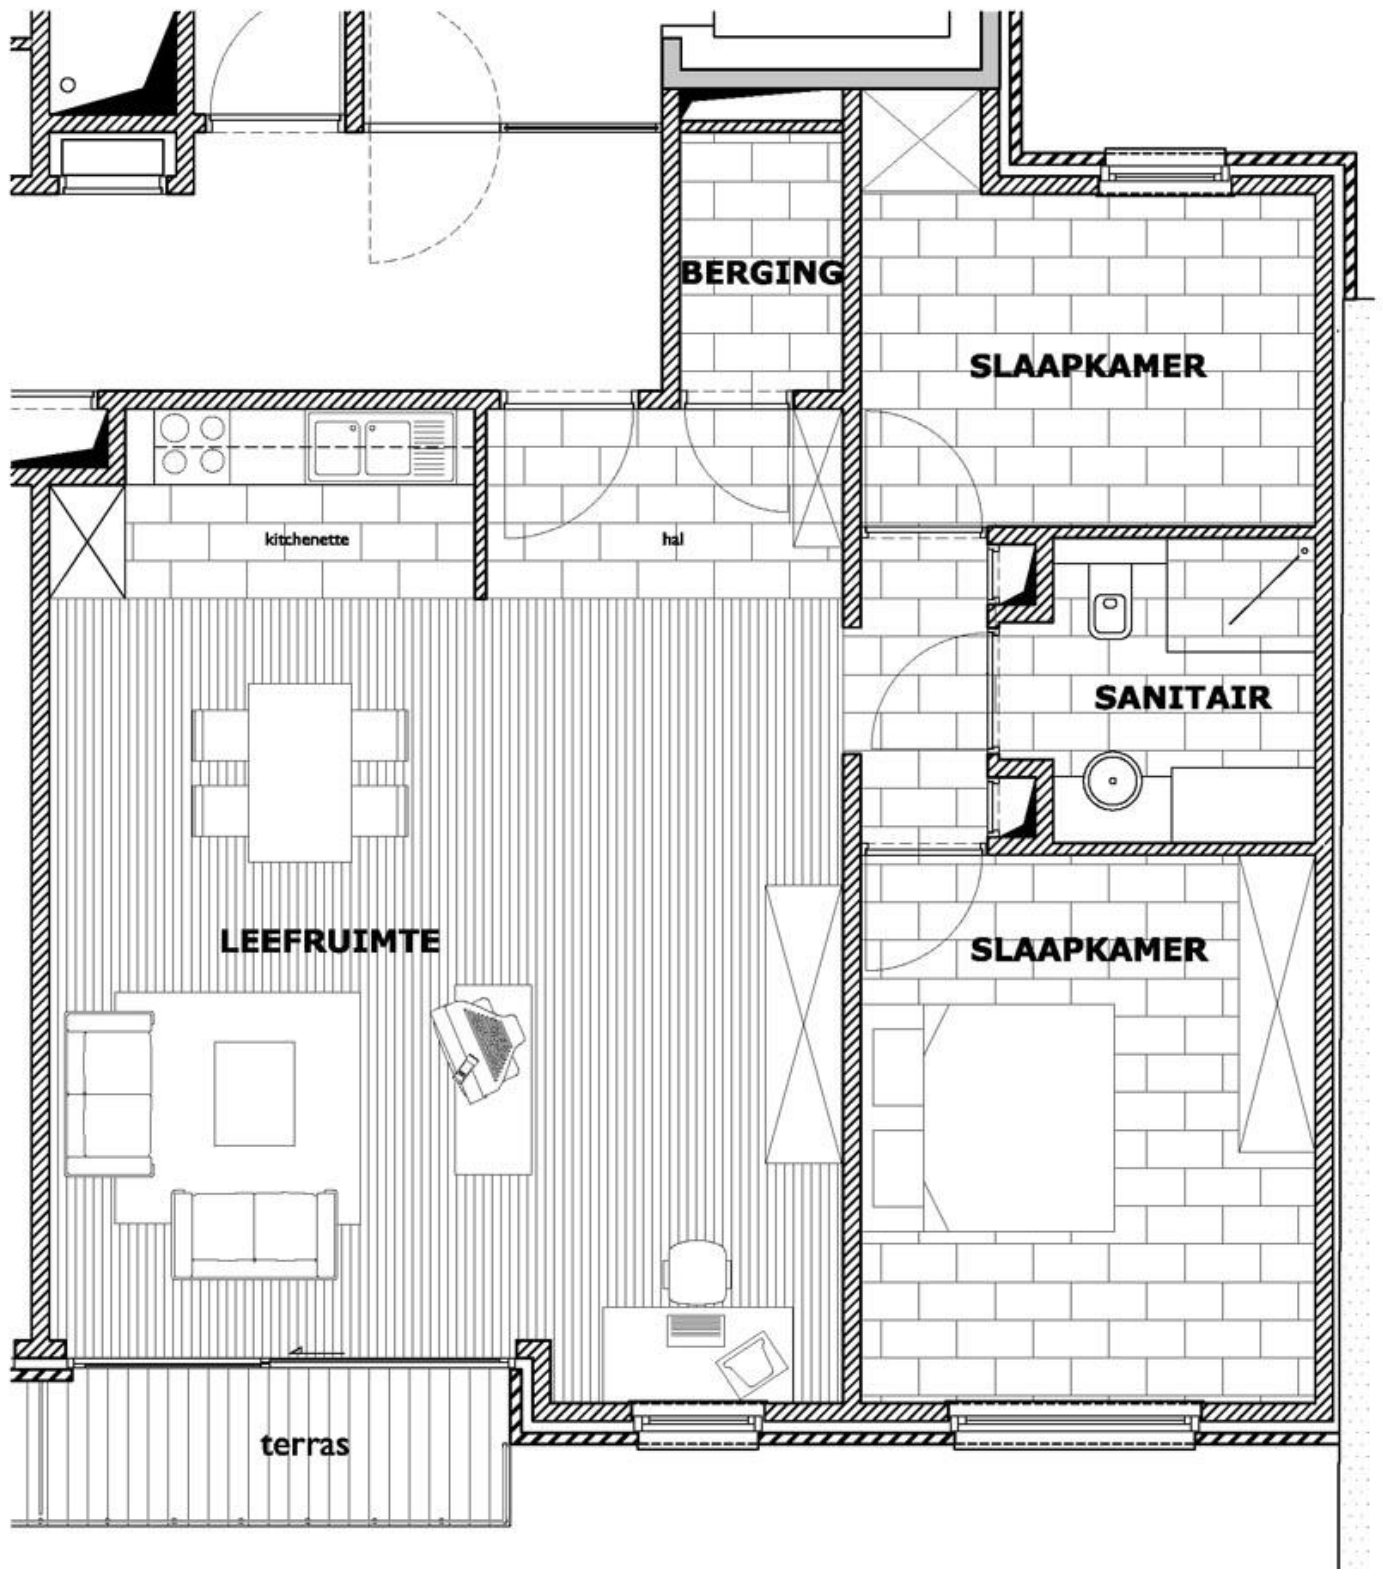 BERGING
SLAAPKAMER
kitchenette
hal
SANITAIR
LEEFRUIMTE
SLAAPKAMER
terras